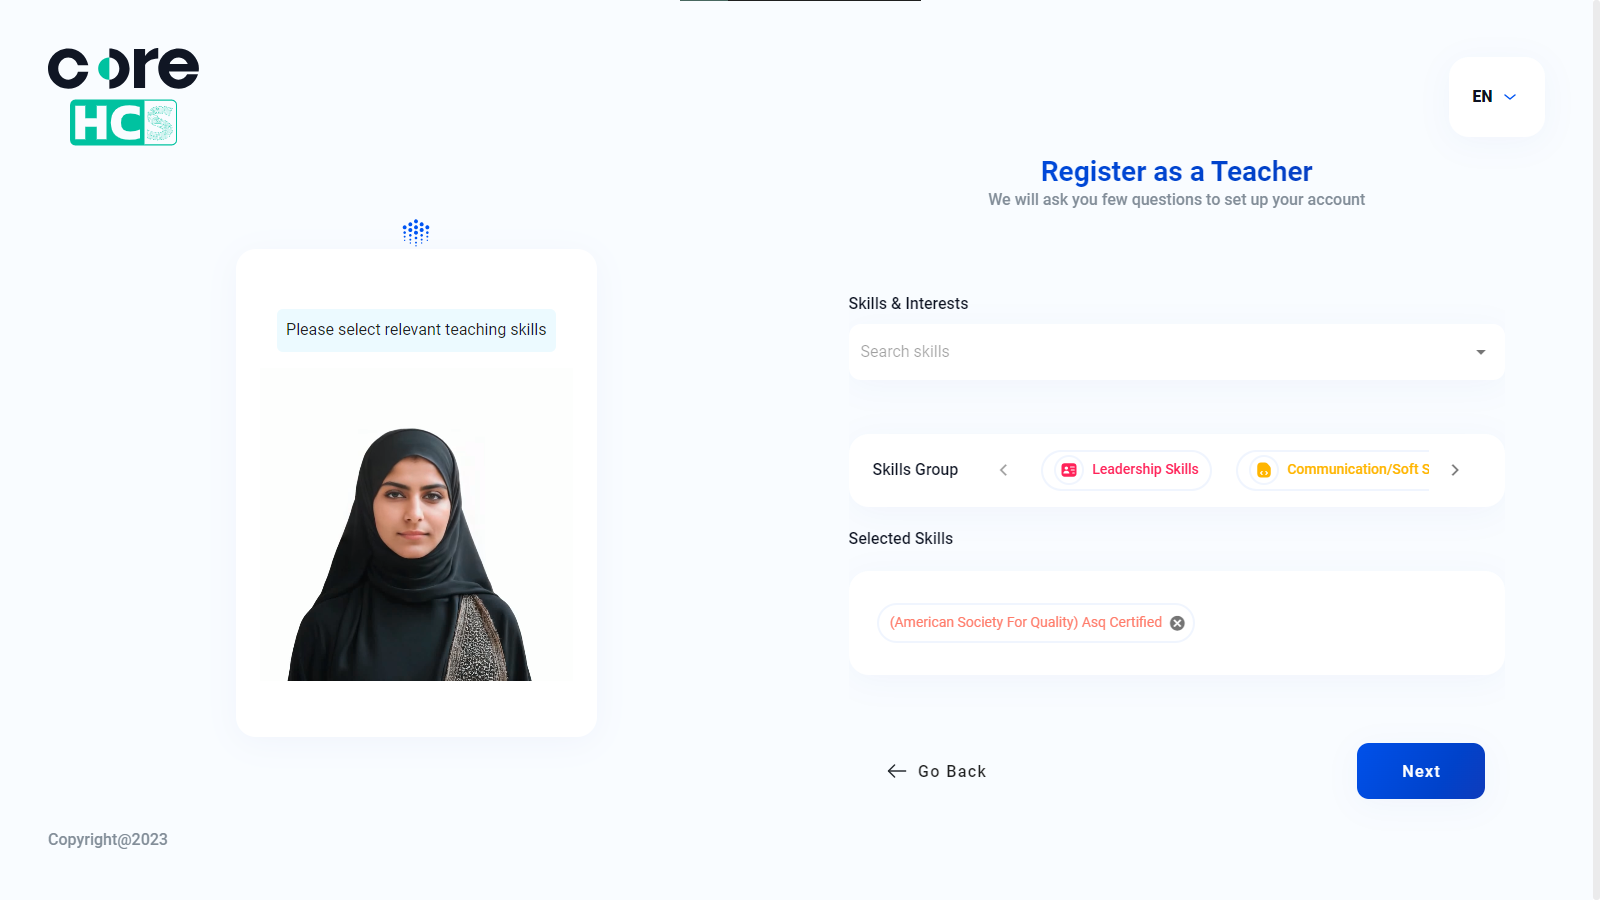 core
HCS
EN
Register as a Teacher
We will ask you few questions to set up your account
Please select relevant teaching skills
Skills & Interests
Search skills
Skills Group
Leadership Skills
Communication/Soft S
Selected Skills
(American Society For Quality) Asq Certified
Go Back
Next
Copyright@2023